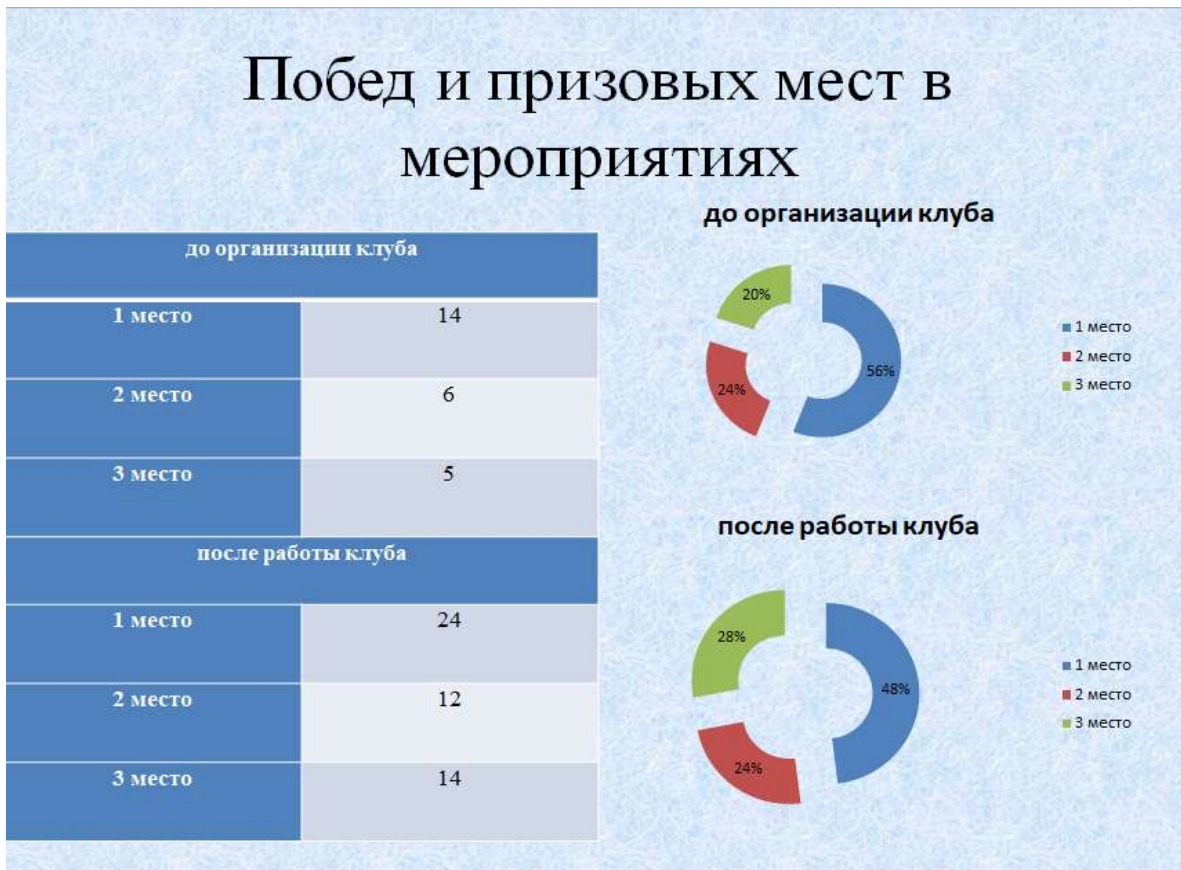 Побед и призовых мест в
мероприятиях
до организации клуба
1 место 14
2 место 6
3 место 5
после работы клуба
1 место 24
2 место 12
3 место 14
до организации клуба
20%
56%
24%
1 место
2 место
3 место
после работы клуба
28%
48%
24%
1 место
2 место
3 место